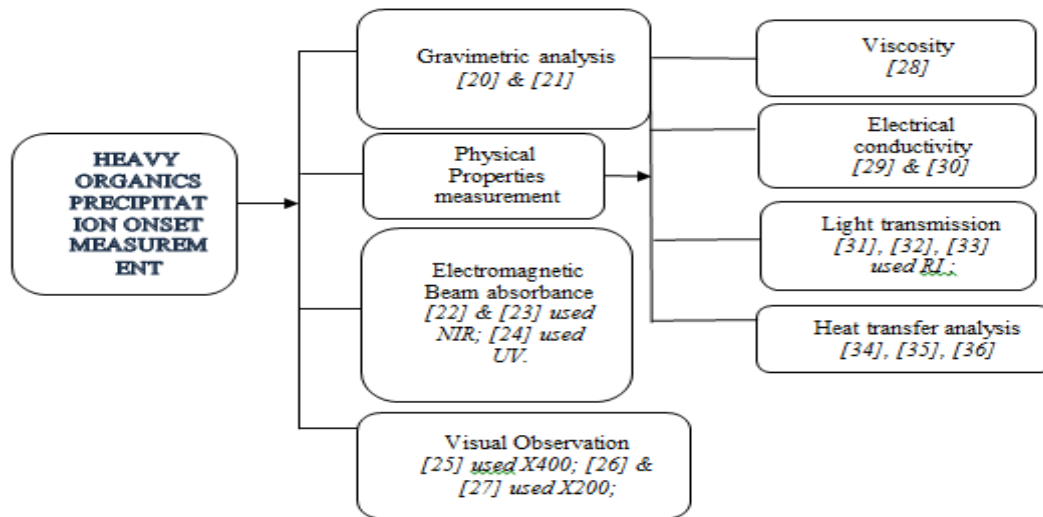 HEAVY
ORGANICS
PRECIPITAT
ION ONSET
MEASUREM
ENT
Gravimetric analysis
[20] & [21]
Physical
Properties
measurement
Electromagnetic
Beam absorbance
[22] & [23] used
NIR; [24] used
UV.
Visual Observation
[25] used X400; [26] &
[27] used X200;
Viscosity
[28]
Electrical
conductivity
[29] & [30]
Light transmission
[31], [32], [33]
used RI ;
Heat transfer analysis
[34], [35], [36]